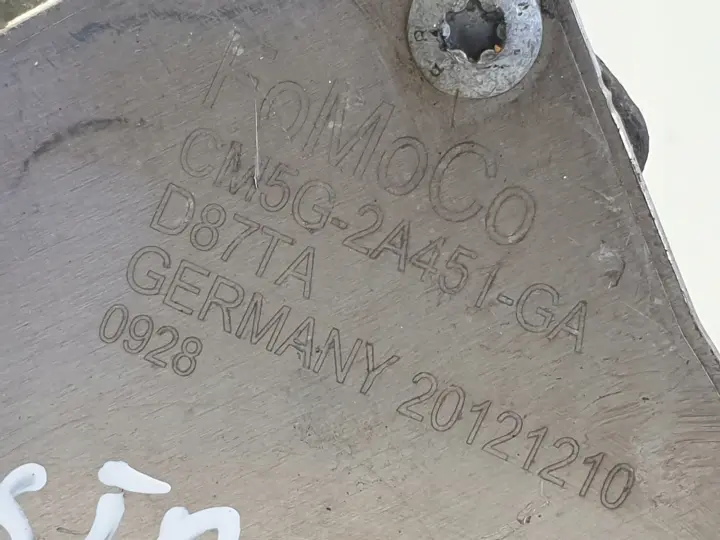 FoMoCo
CM5G-2A451-GA
D87TA
GERMANY 20121210
0928